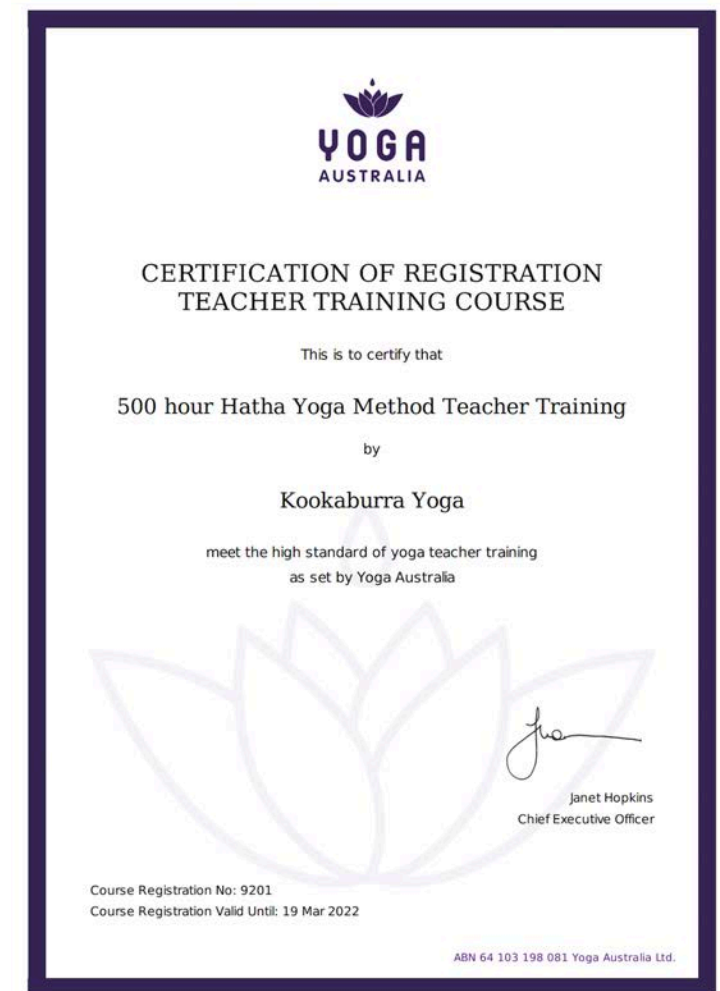 YOGA
AUSTRALIA
CERTIFICATION OF REGISTRATION
TEACHER TRAINING COURSE
This is to certify that
500 hour Hatha Yoga Method Teacher Training
by
Kookaburra Yoga
meet the high standard of yoga teacher training
as set by Yoga Australia
Janet Hopkins
Chief Executive Officer
Course Registration No: 9201
Course Registration Valid Until: 19 Mar 2022
ABN 64 103 198 081 Yoga Australia Ltd.